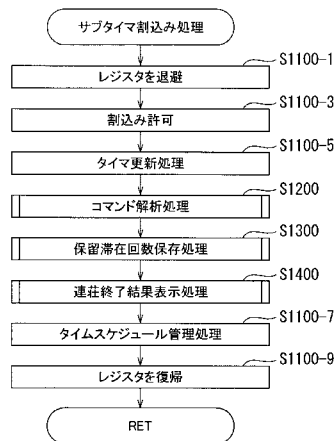 サブタイマ割込み処理
S1100-1
レジスタを退避
S1100-3
割込み許可
S1100-5
タイマ更新処理
S1200
コマンド解析処理
S1300
保留滞在回数保存処理
S1400
連荘終了結果表示処理
S1100-7
タイムスケジュール管理処理
S1100-9
レジスタを復帰
RET